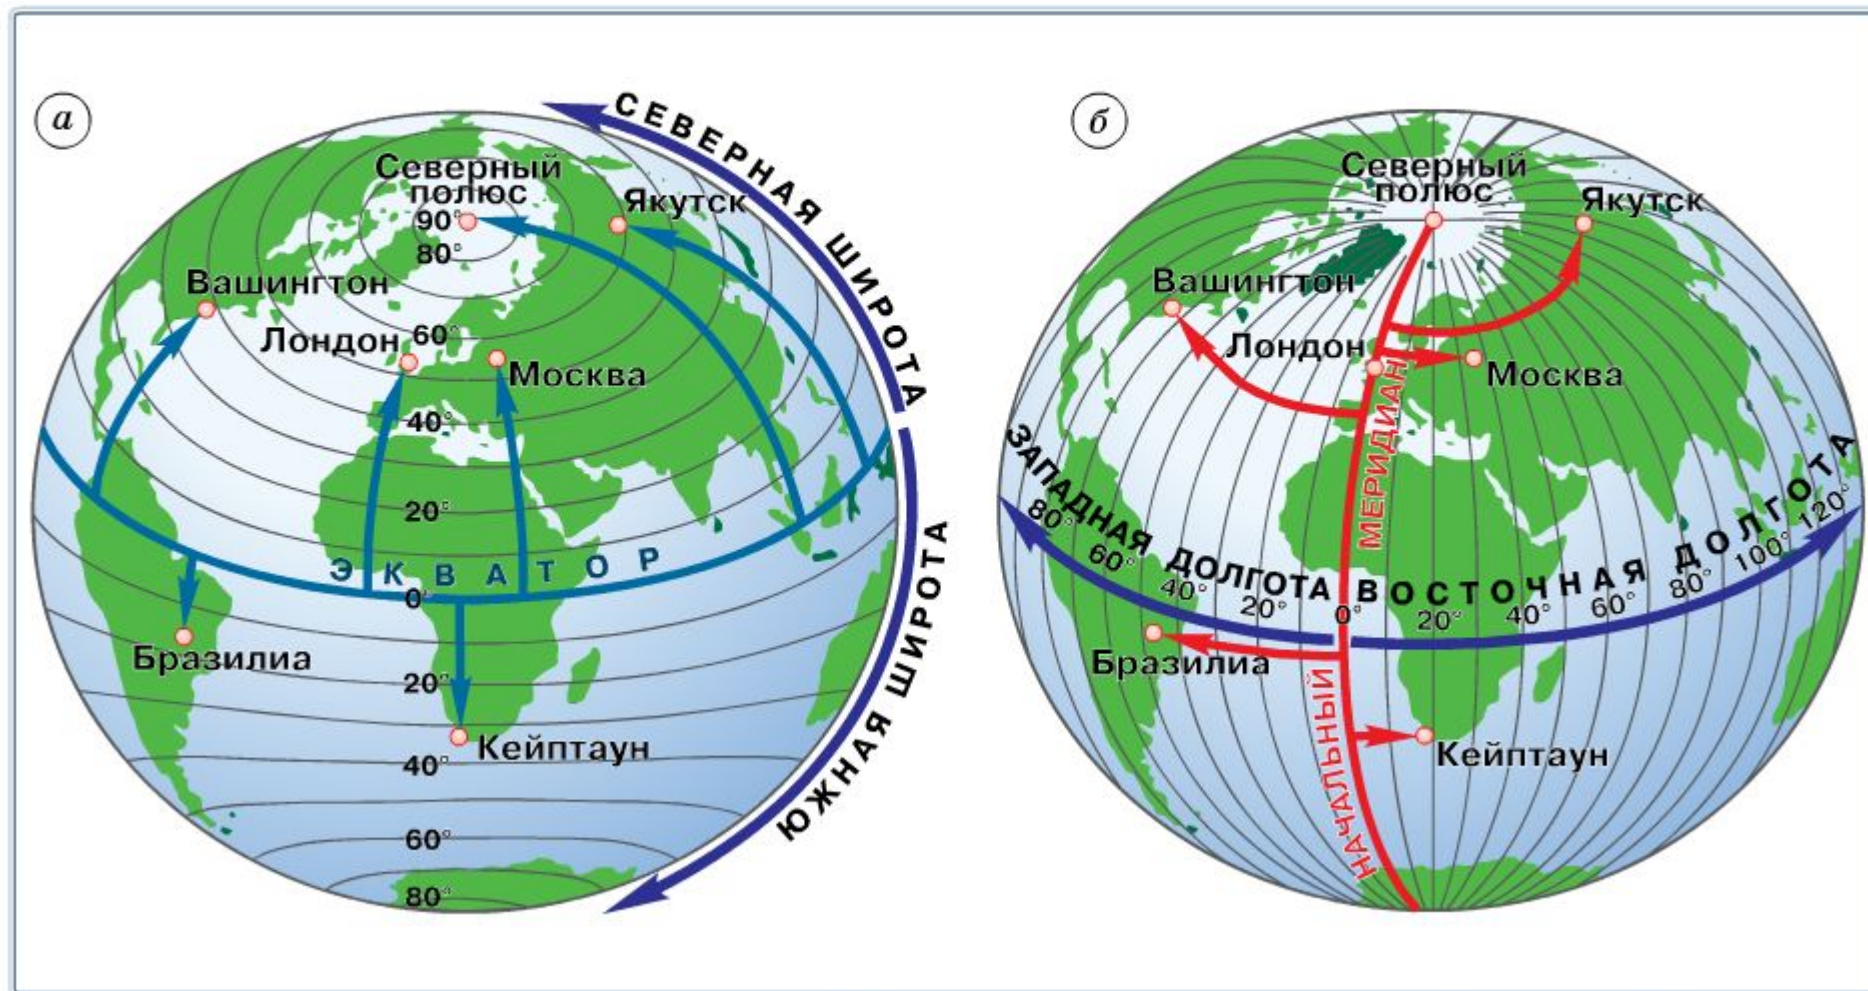 а
СЕВЕРНАЯ ШИРОТА
Северный
полюс
90°
Якутск
80°
Вашингтон
60°
Лондон
Москва
40°
20°
ЭКВАТОР
0°
Бразилиа
20°
Кейптаун
40°
60°
80°
ЮЖНАЯ ШИРОТА
б
Северный
полюс
Якутск
Вашингтон
Лондон
Москва
НАЧАЛЬНЫЙ МЕРИДИАН
ЗАПАДНАЯ ДОЛГОТА
ВОСТОЧНАЯ ДОЛГОТА
80° 60° 40° 20° 0° 20° 40° 60° 80° 100° 120°
Бразилиа
Кейптаун